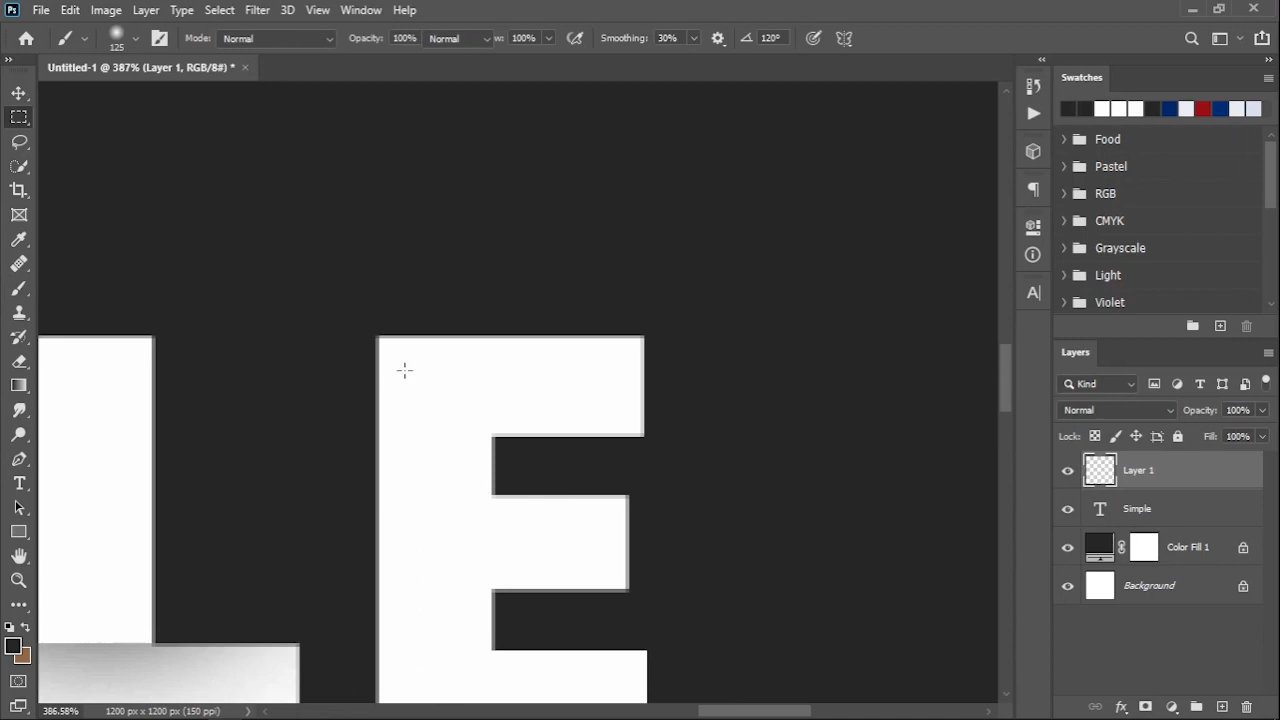 Ps File Edit Image Layer Type Select Filter 3D View Window Help
125 Mode: Normal Opacity: 100% Normal w: 100% Smoothing: 30% 120°
Untitled-1 @ 387% (Layer 1, RGB/8#) * ×
LE
Swatches
Food
Pastel
RGB
CMYK
Grayscale
Light
Violet
Layers
Kind
Normal Opacity: 100%
Lock: Fill: 100%
Layer 1
Simple
Color Fill 1
Background
386.58% 1200 px x 1200 px (150 ppi)